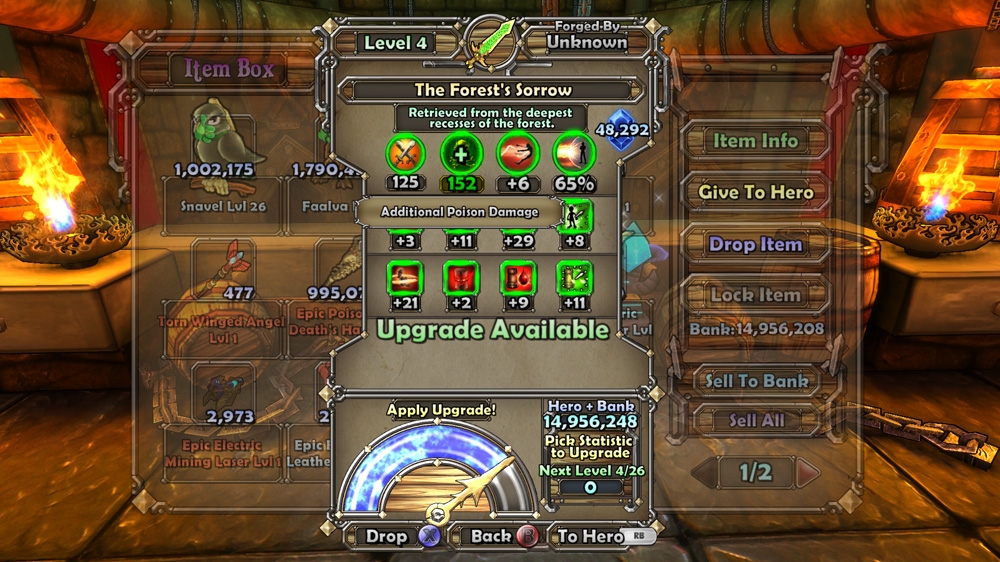 Item Box
1,002,175
1,790,4
Snavel Lvl 26
Faalva
477
995,07
Torn Winged Angel
Lvl 1
Epic Poiso
Death's Ha
2,973
Epic Electric
Mining Laser Lvl 1
Epic
Leathe
Level 4
Forged By
Unknown
The Forest's Sorrow
Retrieved from the deepest
recesses of the forest.
48,292
125
152
+6
65%
Additional Poison Damage
+3
+11
+29
+8
+21
+2
+9
+11
Upgrade Available
Apply Upgrade!
Hero + Bank
14,956,248
Pick Statistic
to Upgrade
Next Level 4/26
0
Drop X
Back B
To Hero RB
Item Info
Give To Hero
Drop Item
Lock Item
Bank:14,956,208
Sell To Bank
Sell All
1/2